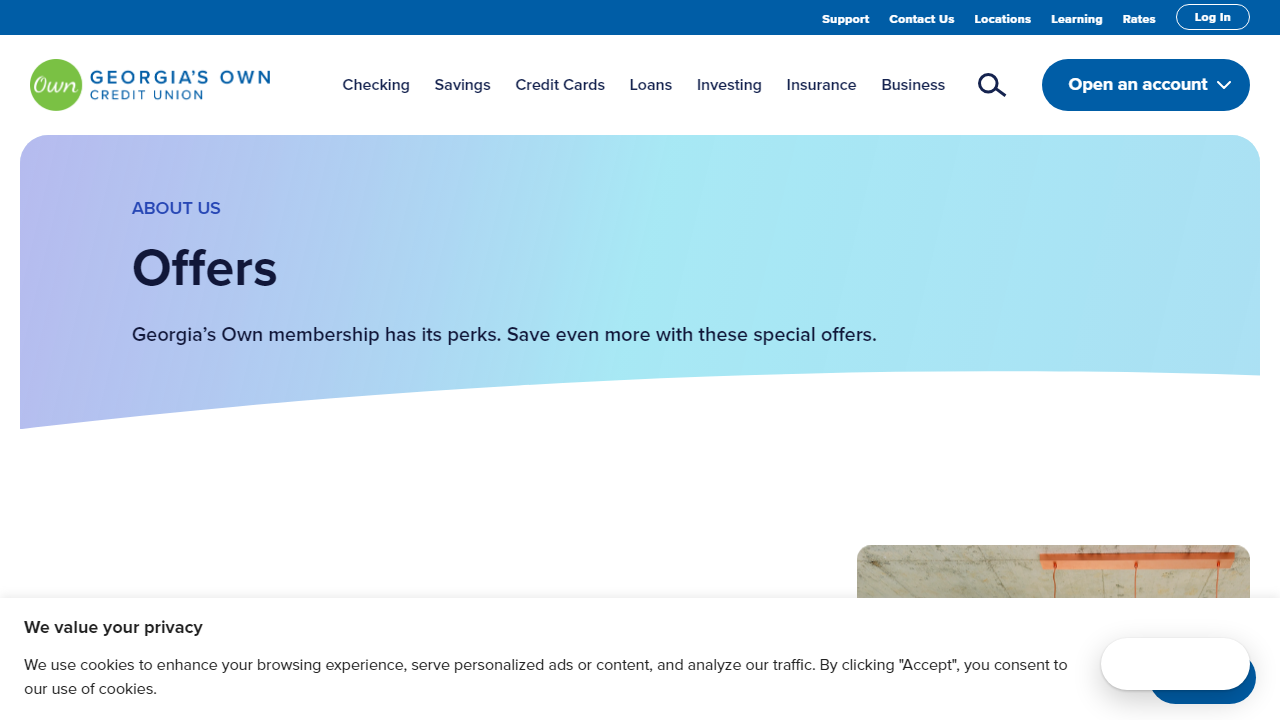 Support Contact Us Locations Learning Rates Log In
Own GEORGIA'S OWN
CREDIT UNION
Checking Savings Credit Cards Loans Investing Insurance Business Open an account
ABOUT US
Offers
Georgia’s Own membership has its perks. Save even more with these special offers.
We value your privacy
We use cookies to enhance your browsing experience, serve personalized ads or content, and analyze our traffic. By clicking "Accept", you consent to
our use of cookies.